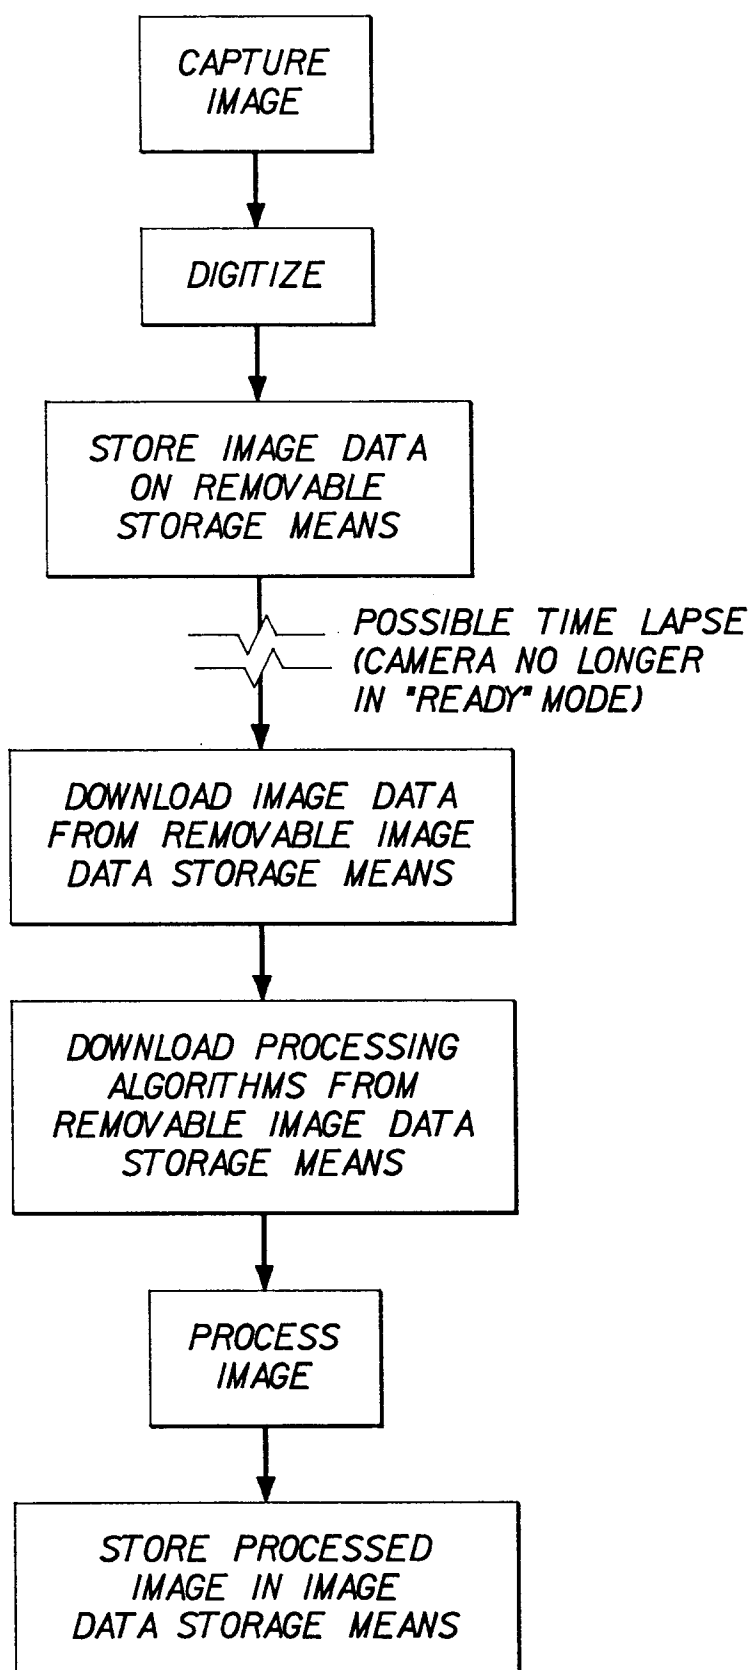 CAPTURE
IMAGE
DIGITIZE
STORE IMAGE DATA
ON REMOVABLE
STORAGE MEANS
POSSIBLE TIME LAPSE
(CAMERA NO LONGER
IN "READY" MODE)
DOWNLOAD IMAGE DATA
FROM REMOVABLE IMAGE
DATA STORAGE MEANS
DOWNLOAD PROCESSING
ALGORITHMS FROM
REMOVABLE IMAGE DATA
STORAGE MEANS
PROCESS
IMAGE
STORE PROCESSED
IMAGE IN IMAGE
DATA STORAGE MEANS